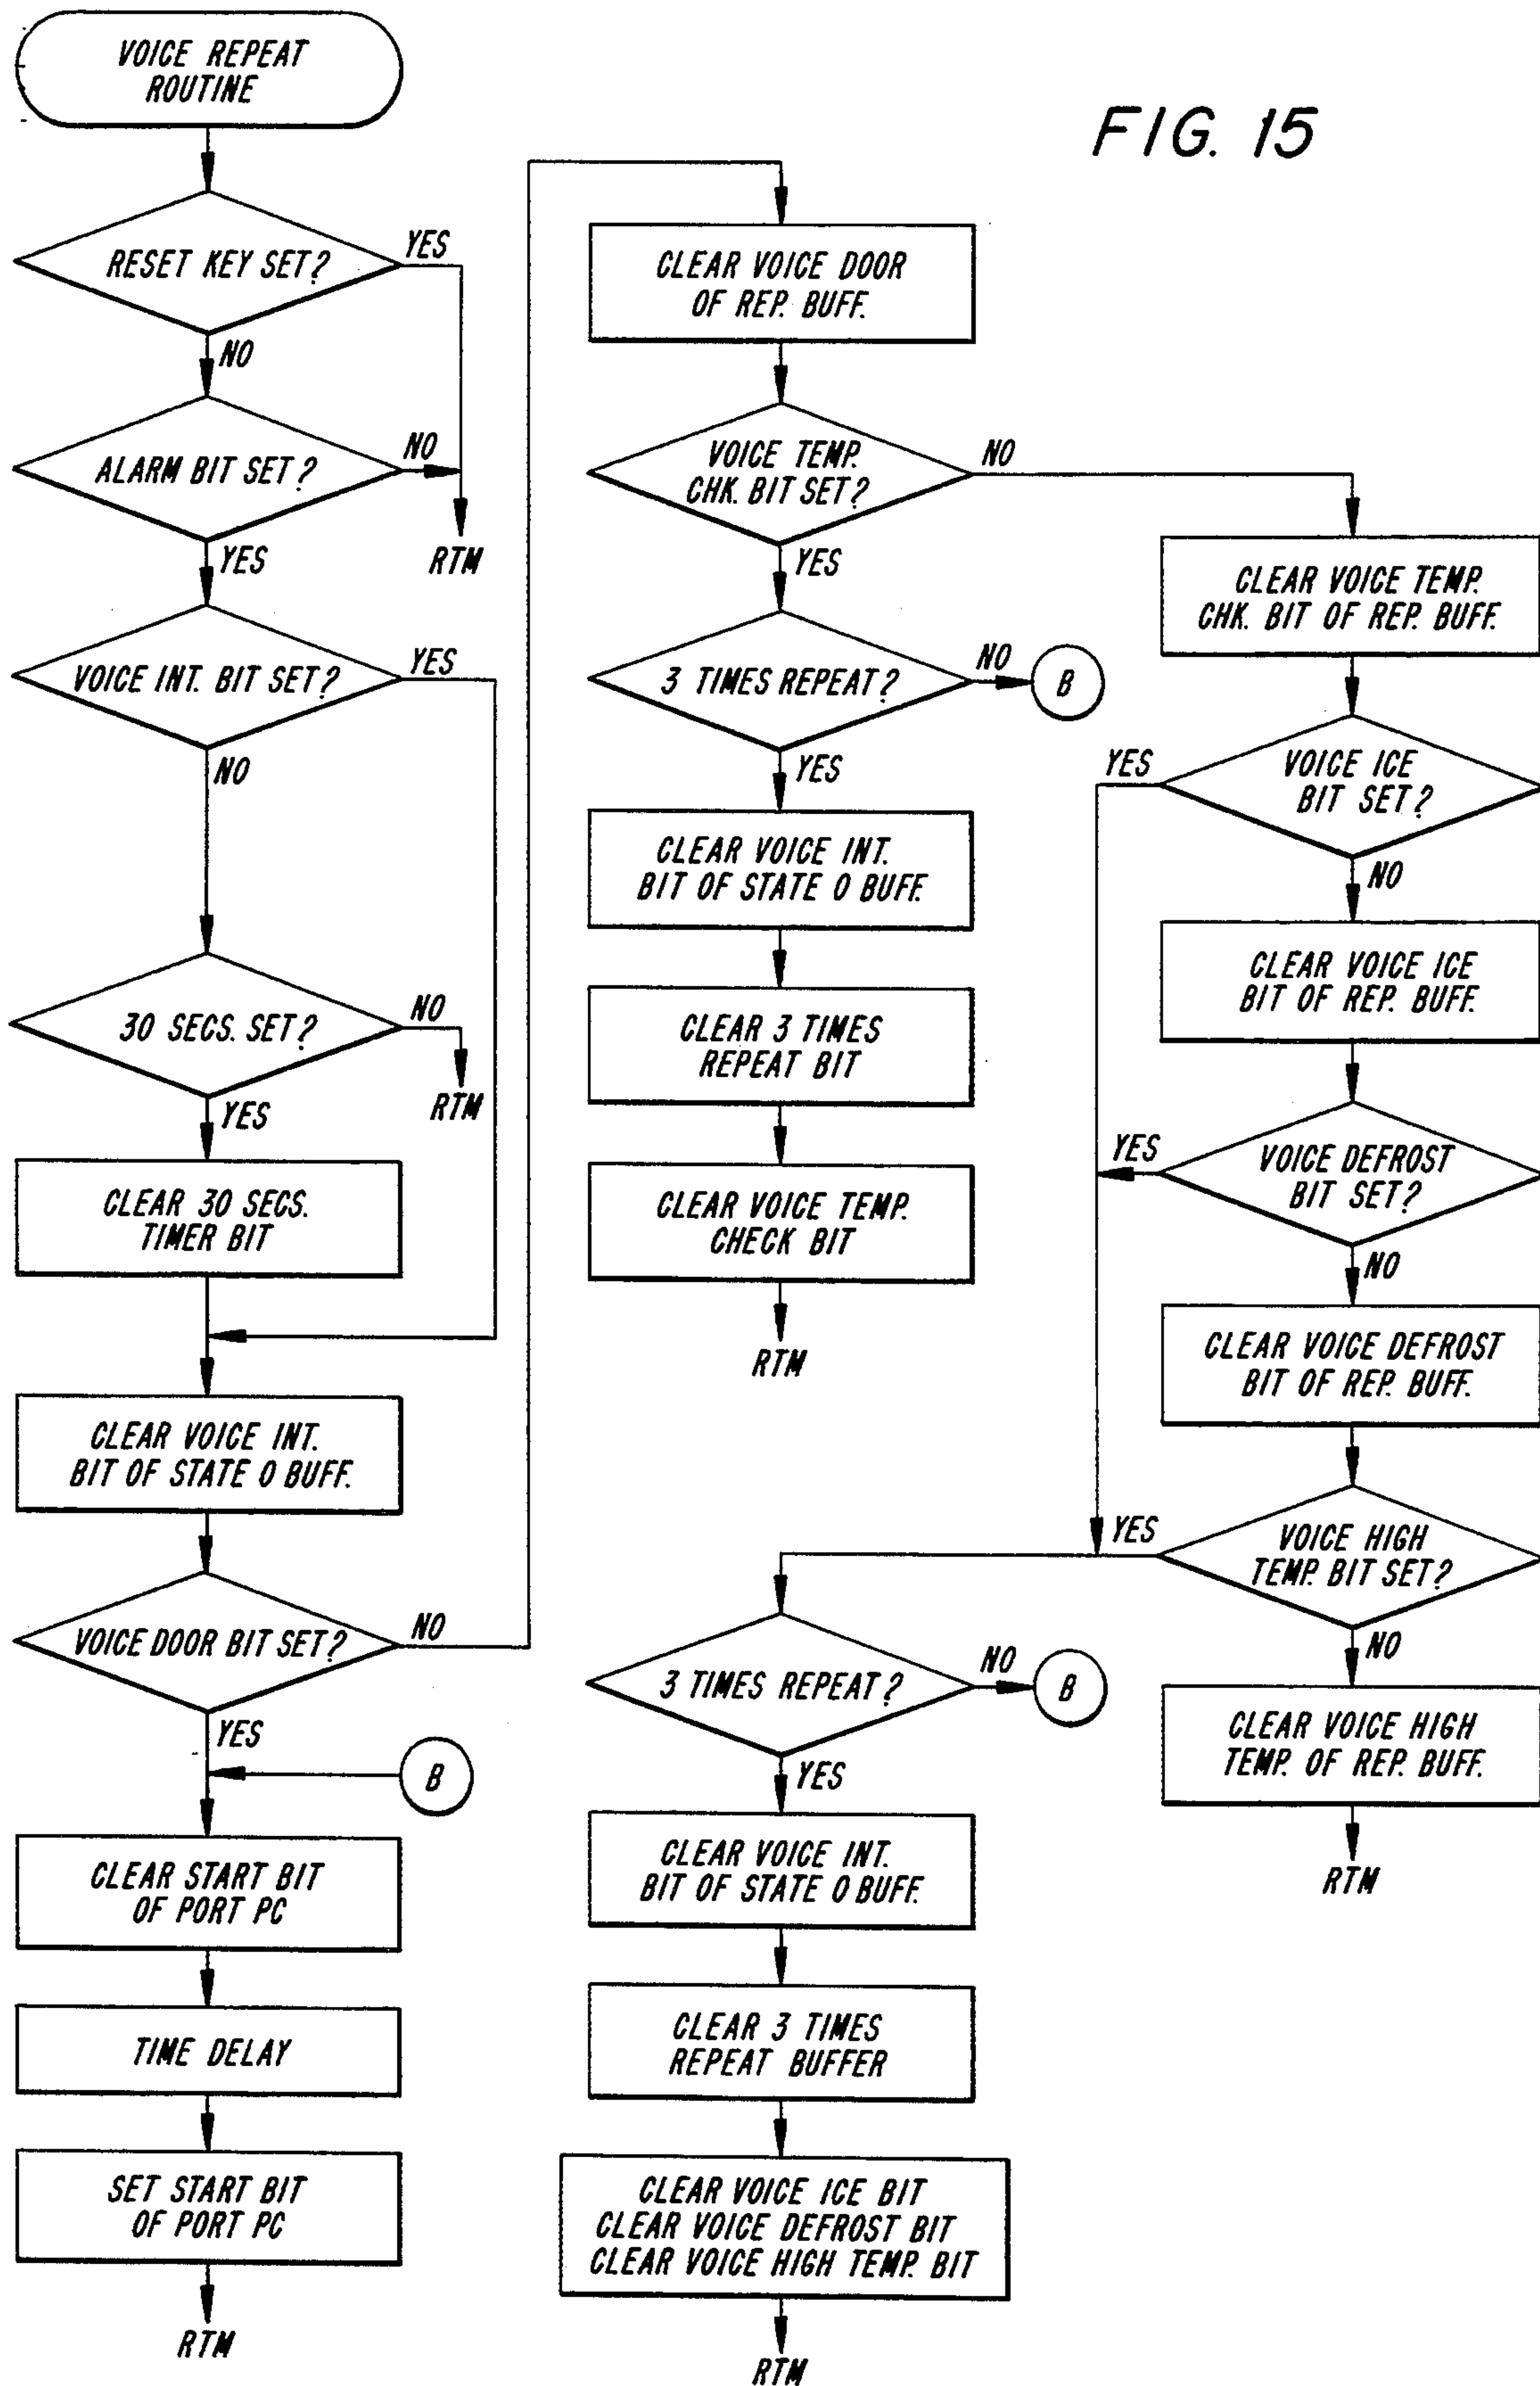 FIG. 15
VOICE REPEAT
ROUTINE
RESET KEY SET?
YES
NO
ALARM BIT SET?
NO
RTM
YES
VOICE INT. BIT SET?
YES
NO
30 SECS. SET?
NO
RTM
YES
CLEAR 30 SECS.
TIMER BIT
CLEAR VOICE INT.
BIT OF STATE 0 BUFF.
VOICE DOOR BIT SET?
NO
YES
B
CLEAR START BIT
OF PORT PC
TIME DELAY
SET START BIT
OF PORT PC
RTM
CLEAR VOICE DOOR
OF REP. BUFF.
VOICE TEMP.
CHK. BIT SET?
NO
YES
3 TIMES REPEAT?
NO
B
YES
CLEAR VOICE INT.
BIT OF STATE 0 BUFF.
CLEAR 3 TIMES
REPEAT BIT
CLEAR VOICE TEMP.
CHECK BIT
RTM
3 TIMES REPEAT?
NO
B
YES
CLEAR VOICE INT.
BIT OF STATE 0 BUFF.
CLEAR 3 TIMES
REPEAT BUFFER
CLEAR VOICE ICE BIT
CLEAR VOICE DEFROST BIT
CLEAR VOICE HIGH TEMP. BIT
RTM
CLEAR VOICE TEMP.
CHK. BIT OF REP. BUFF.
VOICE ICE
BIT SET?
YES
NO
CLEAR VOICE ICE
BIT OF REP. BUFF.
VOICE DEFROST
BIT SET?
YES
NO
CLEAR VOICE DEFROST
BIT OF REP. BUFF.
VOICE HIGH
TEMP. BIT SET?
YES
NO
CLEAR VOICE HIGH
TEMP. OF REP. BUFF.
RTM